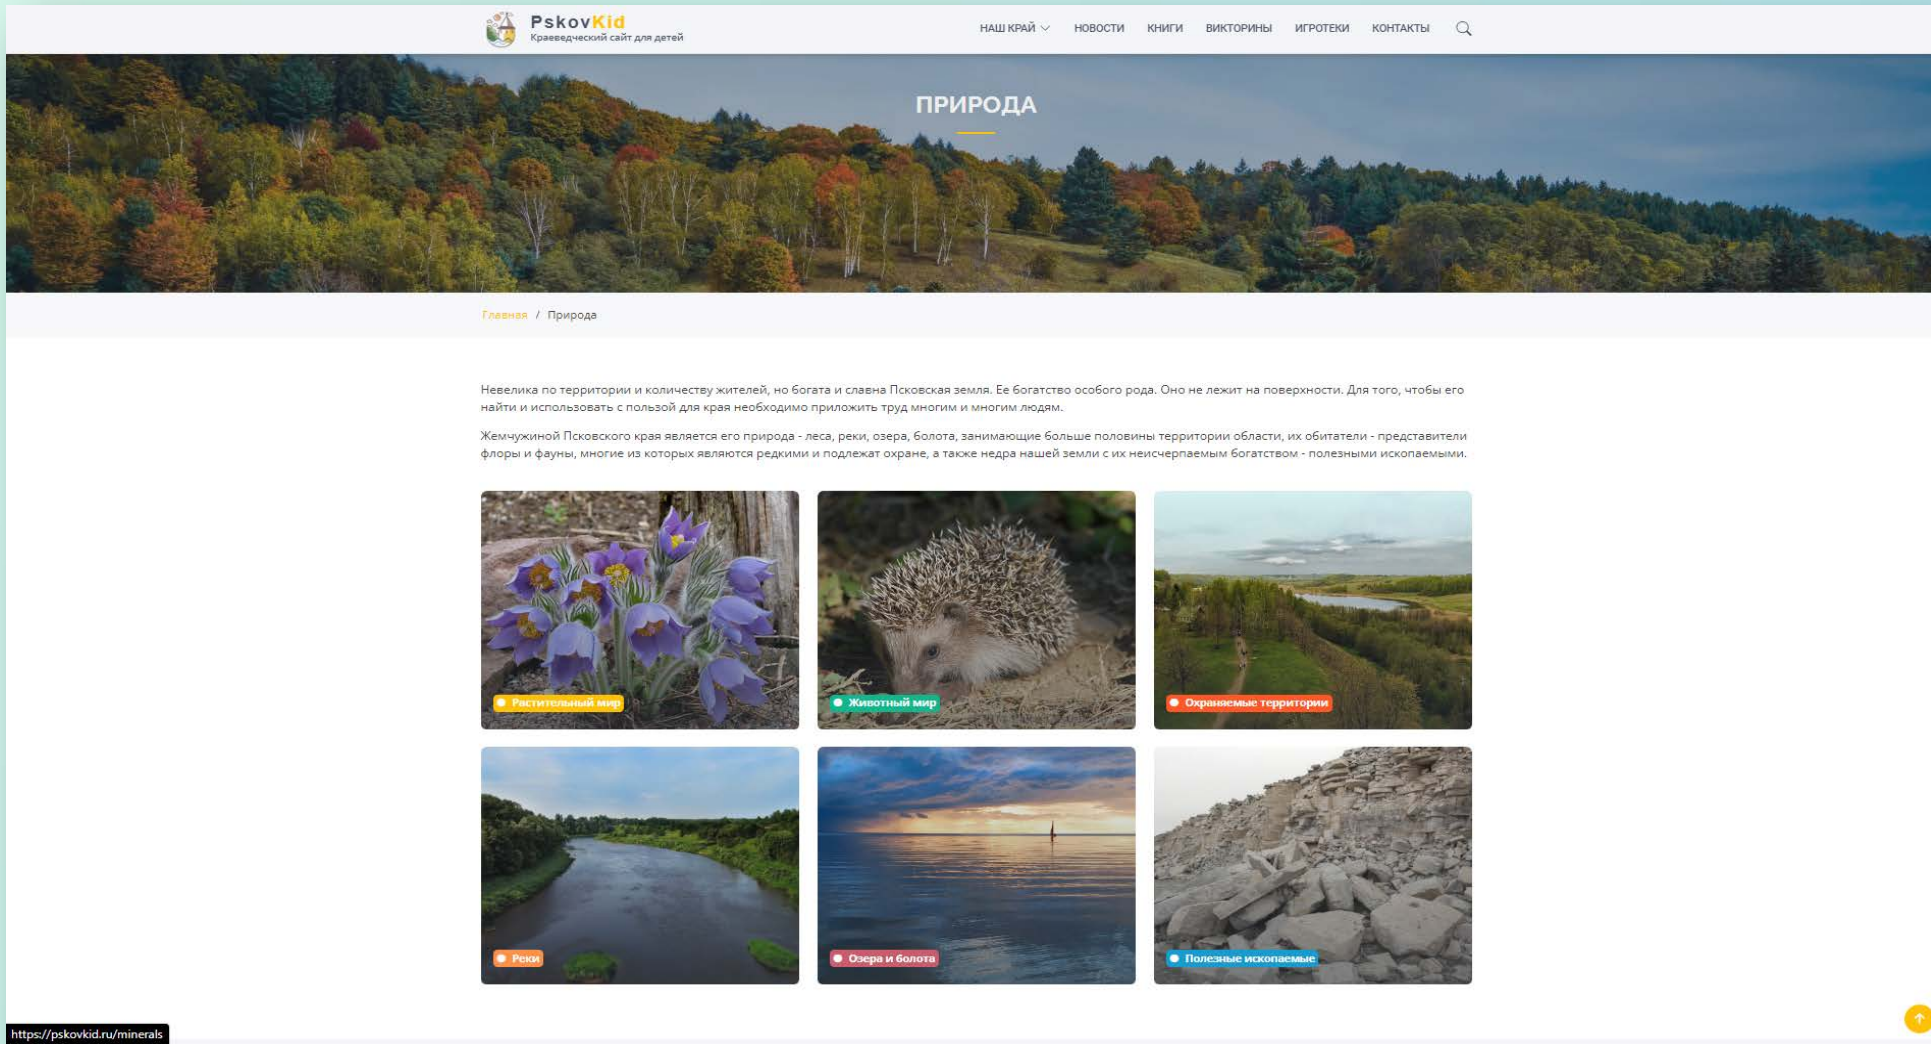 PskovKid
Краеведческий сайт для детей
НАШ КРАЙ НОВОСТИ КНИГИ ВИКТОРИНЫ ИГРОТЕКИ КОНТАКТЫ
ПРИРОДА
Главная / Природа
Невелика по территории и количеству жителей, но богата и славна Псковская земля. Ее богатство особого рода. Оно не лежит на поверхности. Для того, чтобы его
найти и использовать с пользой для края необходимо приложить труд многим и многим людям.
Жемчужиной Псковского края является его природа - леса, реки, озера, болота, занимающие больше половины территории области, их обитатели - представители
флоры и фауны, многие из которых являются редкими и подлежат охране, а также недра нашей земли с их неисчерпаемым богатством - полезными ископаемыми.
Растительный мир
Животный мир
Охраняемые территории
Реки
Озера и болота
Полезные ископаемые
https://pskovkid.ru/minerals